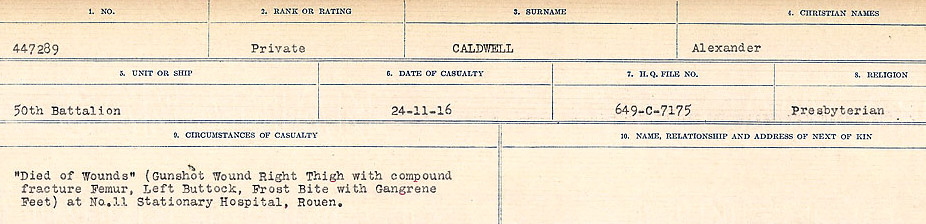 1. NO. 2. RANK OR RATING 3. SURNAME 4. CHRISTIAN NAMES
447289 Private CALDWELL Alexander
5. UNIT OR SHIP 6. DATE OF CASUALTY 7. H. Q. FILE NO. 8. RELIGION
50th Battalion 24-11-16 649-C-7175 Presbyterian
9. CIRCUMSTANCES OF CASUALTY 10. NAME, RELATIONSHIP AND ADDRESS OF NEXT OF KIN
"Died of Wounds" (Gunshot Wound Right Thigh with compound
fracture Femur, Left Buttock, Frost Bite with Gangrene
Feet) at No.11 Stationary Hospital, Rouen.